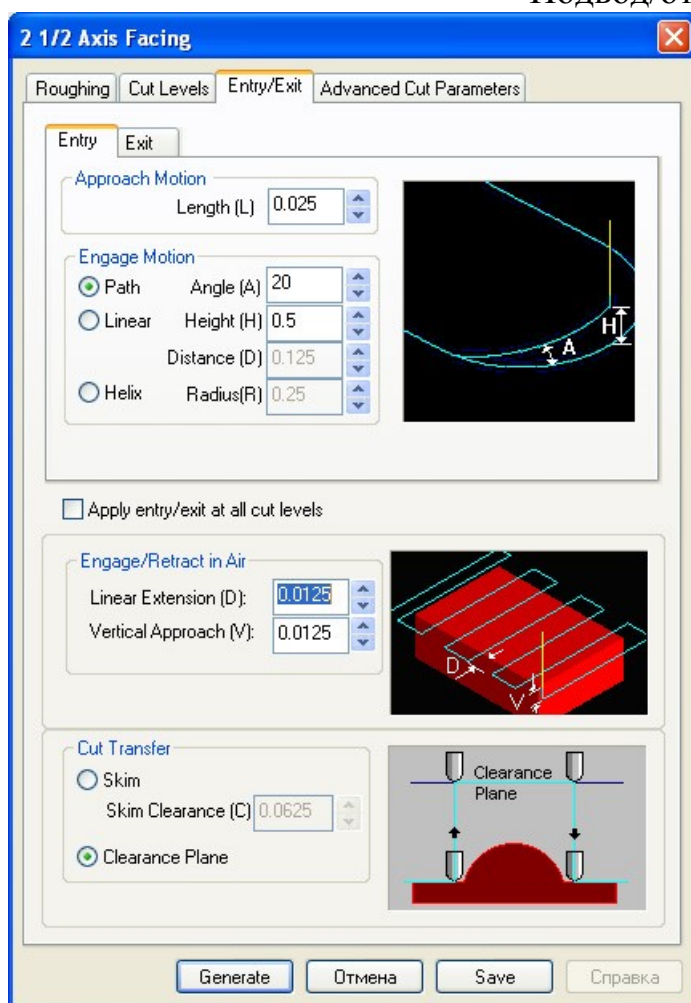 Подвод/от
2 1/2 Axis Facing
Roughing Cut Levels Entry/Exit Advanced Cut Parameters
Entry Exit
Approach Motion
Length (L) 0.025
Engage Motion
Path Angle (A) 20
Linear Height (H) 0.5
Distance (D) 0.125
Helix Radius(R) 0.25
H
A
Apply entry/exit at all cut levels
Engage/Retract in Air
Linear Extension (D): 0.0125
Vertical Approach (V): 0.0125
D
V
Cut Transfer
Skim
Skim Clearance (C) 0.0625
Clearance Plane
Clearance
Plane
Generate Отмена Save Справка